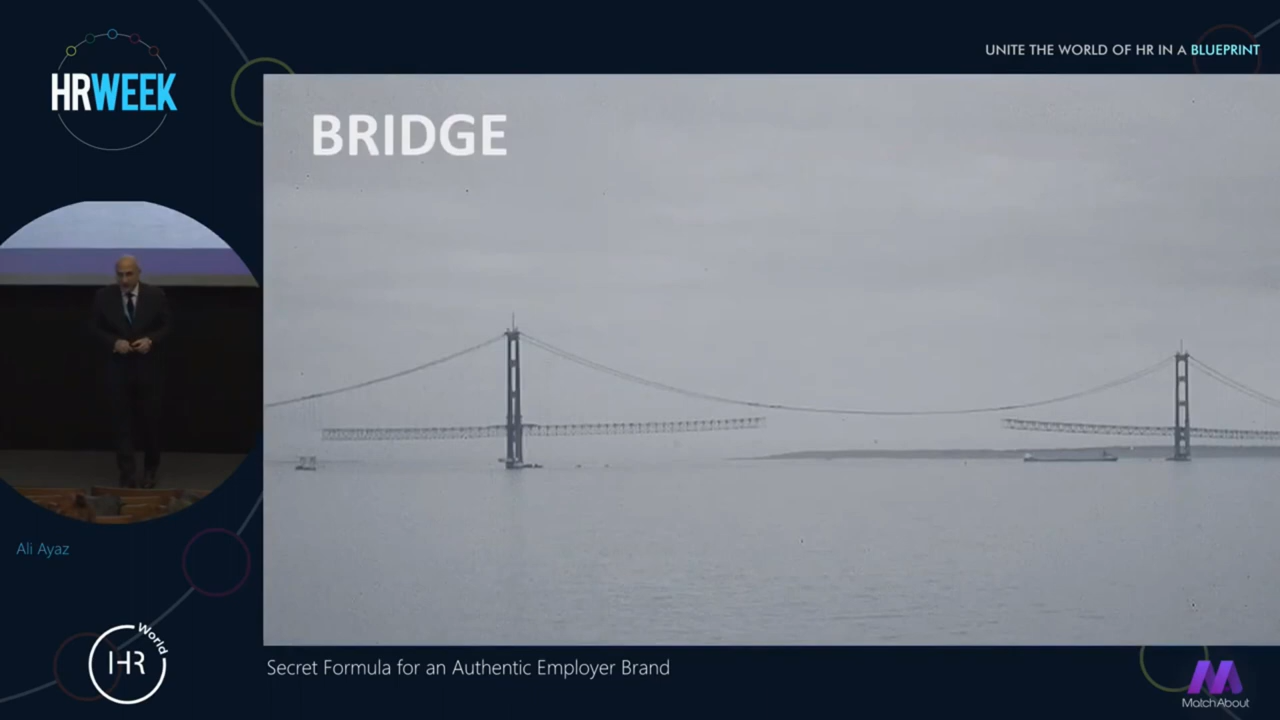 HRWEEK
UNITE THE WORLD OF HR IN A BLUEPRINT
BRIDGE
Ali Ayaz
World
HR
Secret Formula for an Authentic Employer Brand
MatchAbout